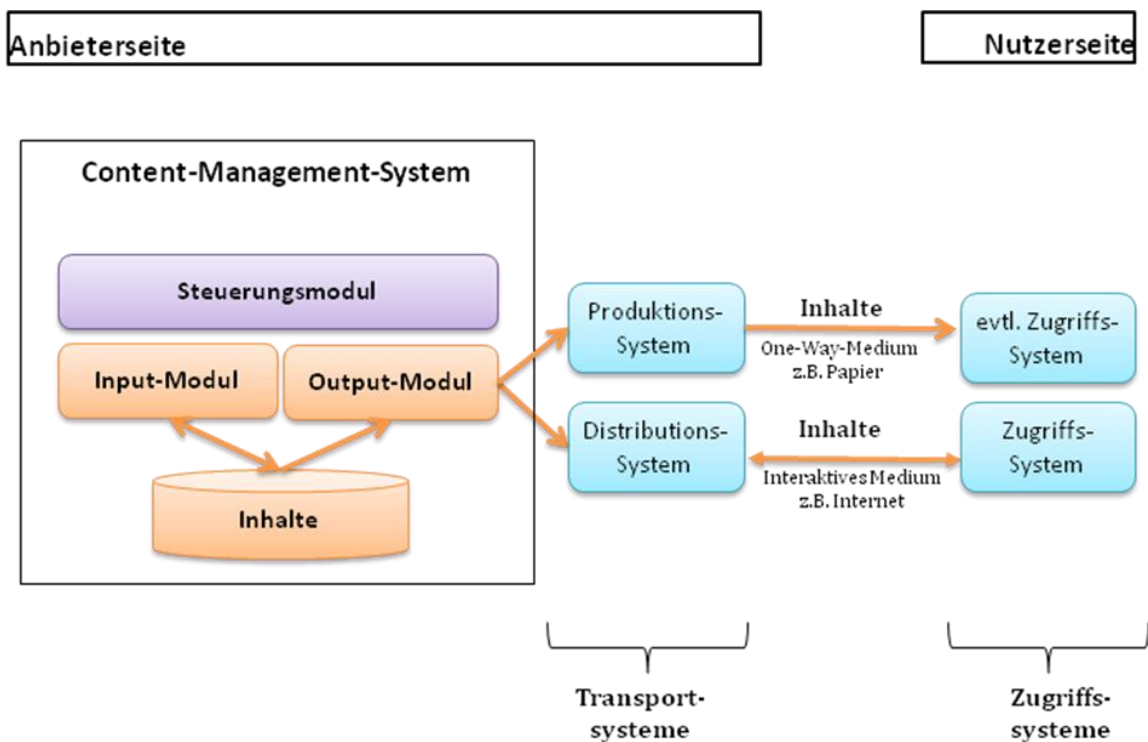 Anbieterseite
Nutzerseite
Content-Management-System
Steuerungsmodul
Input-Modul
Output-Modul
Inhalte
Produktions-
System
Distributions-
System
Inhalte
One-Way-Medium
z.B. Papier
Inhalte
Interaktives Medium
z.B. Internet
evtl. Zugriffs-
System
Zugriffs-
System
Transport-
systeme
Zugriffs-
systeme